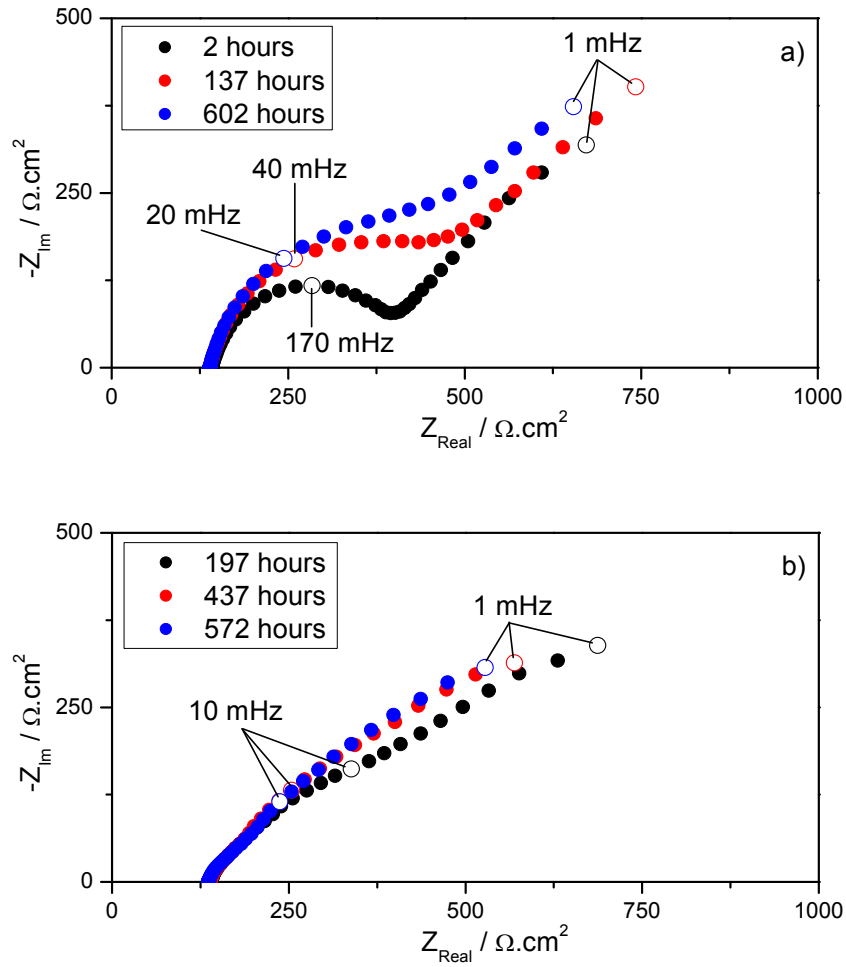 500
2 hours
137 hours
602 hours
1 mHz
a)
40 mHz
20 mHz
250
-Z_Im / Ω.cm²
170 mHz
0
0 250 500 750 1000
Z_Real / Ω.cm²
500
197 hours
437 hours
572 hours
b)
1 mHz
10 mHz
250
-Z_Im / Ω.cm²
0
0 250 500 750 1000
Z_Real / Ω.cm²